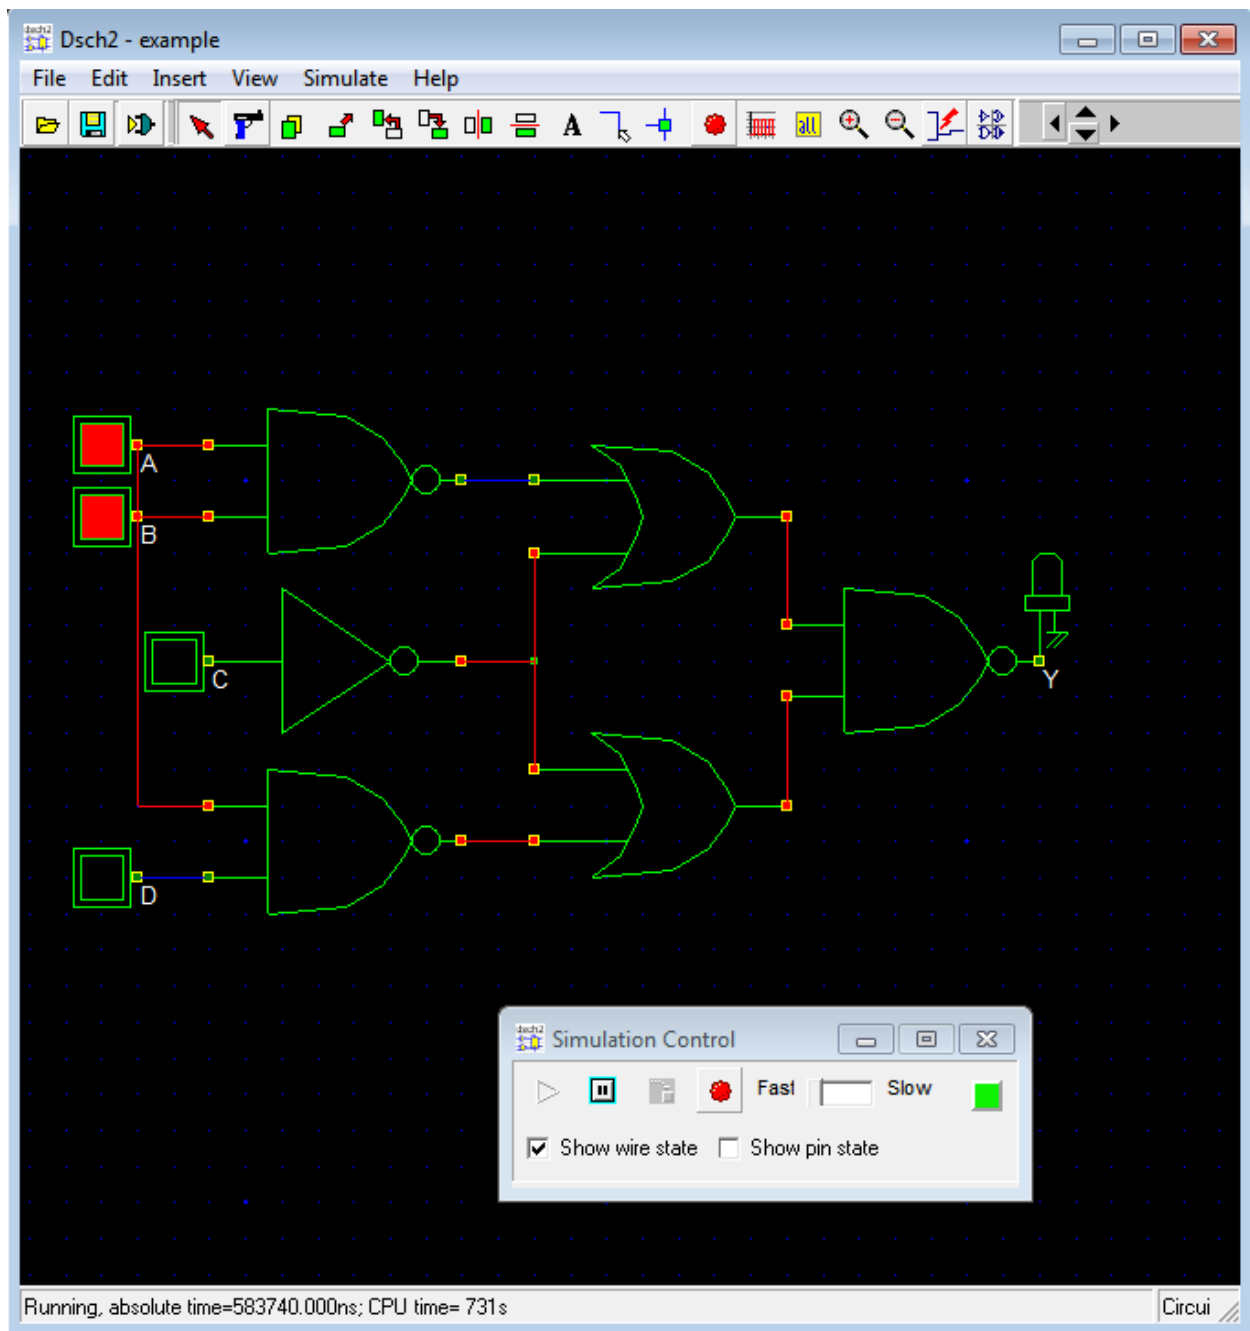 Dsch2 - example
File Edit Insert View Simulate Help
A
all
A
B
C
D
Y
Simulation Control
Fast Slow
Show wire state Show pin state
Running, absolute time=583740.000ns; CPU time= 731s Circui